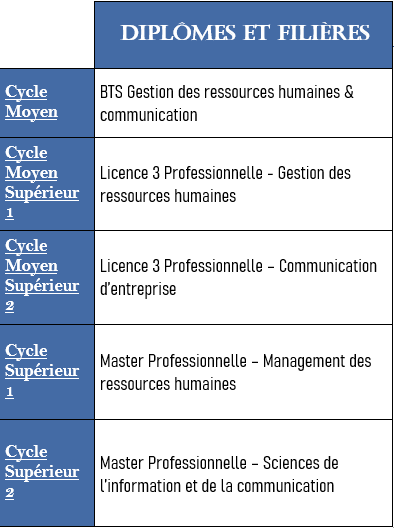 DIPLÔMES ET FILIÈRES
Cycle
Moyen
BTS Gestion des ressources humaines &
communication
Cycle
Moyen
Supérieur
1
Licence 3 Professionnelle - Gestion des
ressources humaines
Cycle
Moyen
Supérieur
2
Licence 3 Professionnelle – Communication
d'entreprise
Cycle
Supérieur
1
Master Professionnelle – Management des
ressources humaines
Cycle
Supérieur
2
Master Professionnelle – Sciences de
l'information et de la communication